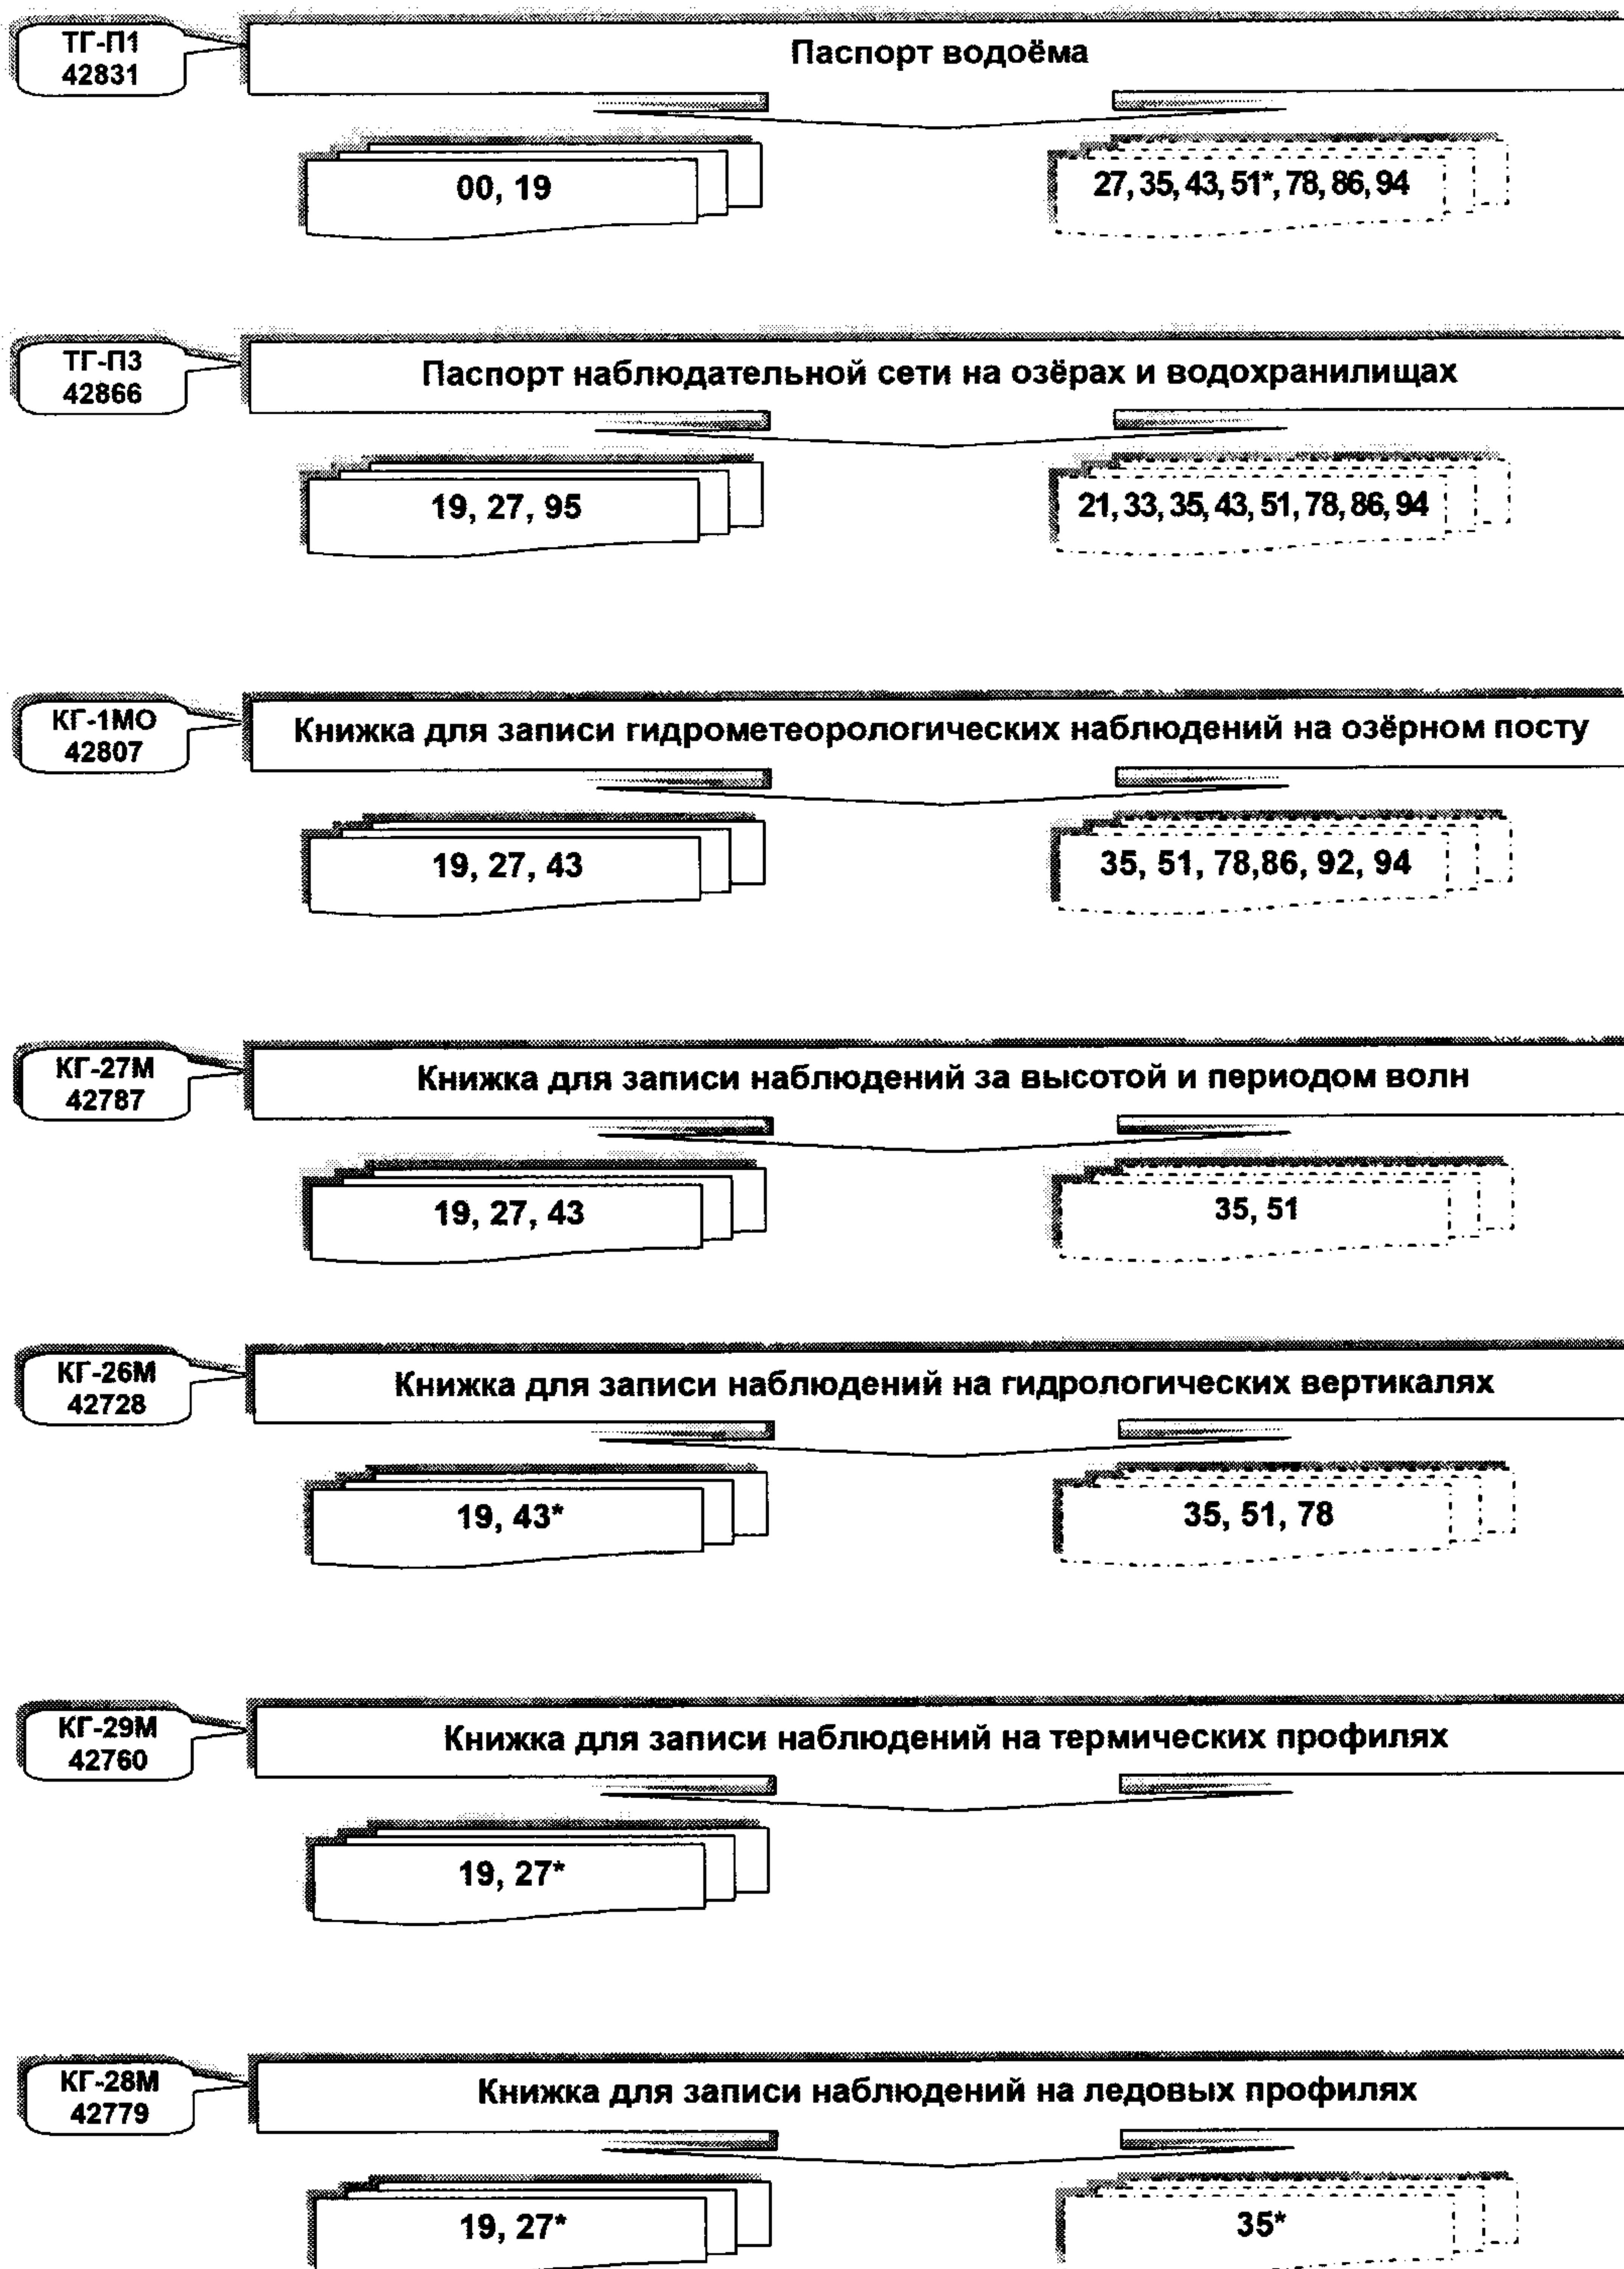 ТГ-П1
42831
Паспорт водоёма
00, 19
27, 35, 43, 51*, 78, 86, 94
ТГ-П3
42866
Паспорт наблюдательной сети на озёрах и водохранилищах
19, 27, 95
21, 33, 35, 43, 51, 78, 86, 94
КГ-1МО
42807
Книжка для записи гидрометеорологических наблюдений на озёрном посту
19, 27, 43
35, 51, 78,86, 92, 94
КГ-27М
42787
Книжка для записи наблюдений за высотой и периодом волн
19, 27, 43
35, 51
КГ-26М
42728
Книжка для записи наблюдений на гидрологических вертикалях
19, 43*
35, 51, 78
КГ-29М
42760
Книжка для записи наблюдений на термических профилях
19, 27*
КГ-28М
42779
Книжка для записи наблюдений на ледовых профилях
19, 27*
35*